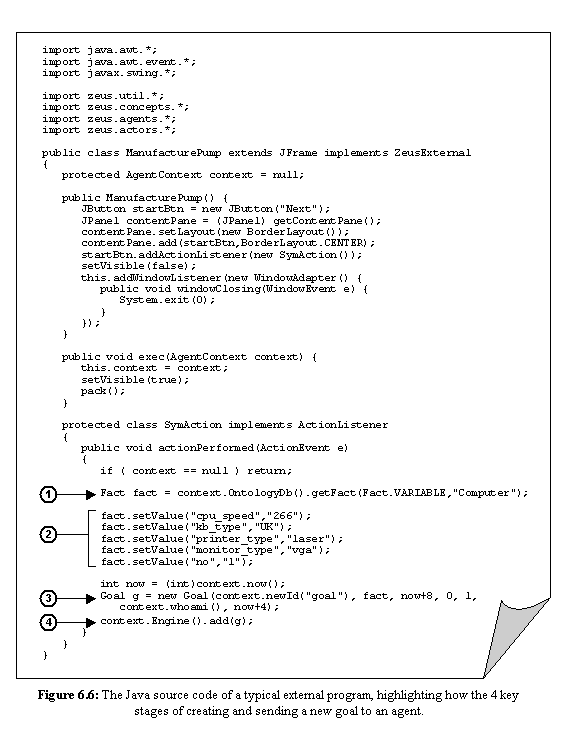 import java.awt.*;
import java.awt.event.*;
import javax.swing.*;
import zeus.util.*;
import zeus.concepts.*;
import zeus.agents.*;
import zeus.actors.*;
public class ManufacturePump extends JFrame implements ZeusExternal
{
protected AgentContext context = null;
public ManufacturePump() {
JButton startBtn = new JButton("Next");
JPanel contentPane = (JPanel) getContentPane();
contentPane.setLayout(new BorderLayout());
contentPane.add(startBtn,BorderLayout.CENTER);
startBtn.addActionListener(new SymAction());
setVisible(false);
this.addWindowListener(new WindowAdapter() {
public void windowClosing(WindowEvent e) {
System.exit(0);
}
});
}
public void exec(AgentContext context) {
this.context = context;
setVisible(true);
pack();
}
protected class SymAction implements ActionListener
{
public void actionPerformed(ActionEvent e)
{
if ( context == null ) return;
1 Fact fact = context.OntologyDb().getFact(Fact.VARIABLE,"Computer");
fact.setValue("cpu_speed","266");
fact.setValue("kb_type","UK");
2 fact.setValue("printer_type","laser");
fact.setValue("monitor_type","vga");
fact.setValue("no","1");
int now = (int)context.now();
3 Goal g = new Goal(context.newId("goal"), fact, now+8, 0, 1,
context.whoami(), now+4);
4 context.Engine().add(g);
}
}
}
Figure 6.6: The Java source code of a typical external program, highlighting how the 4 key
stages of creating and sending a new goal to an agent.